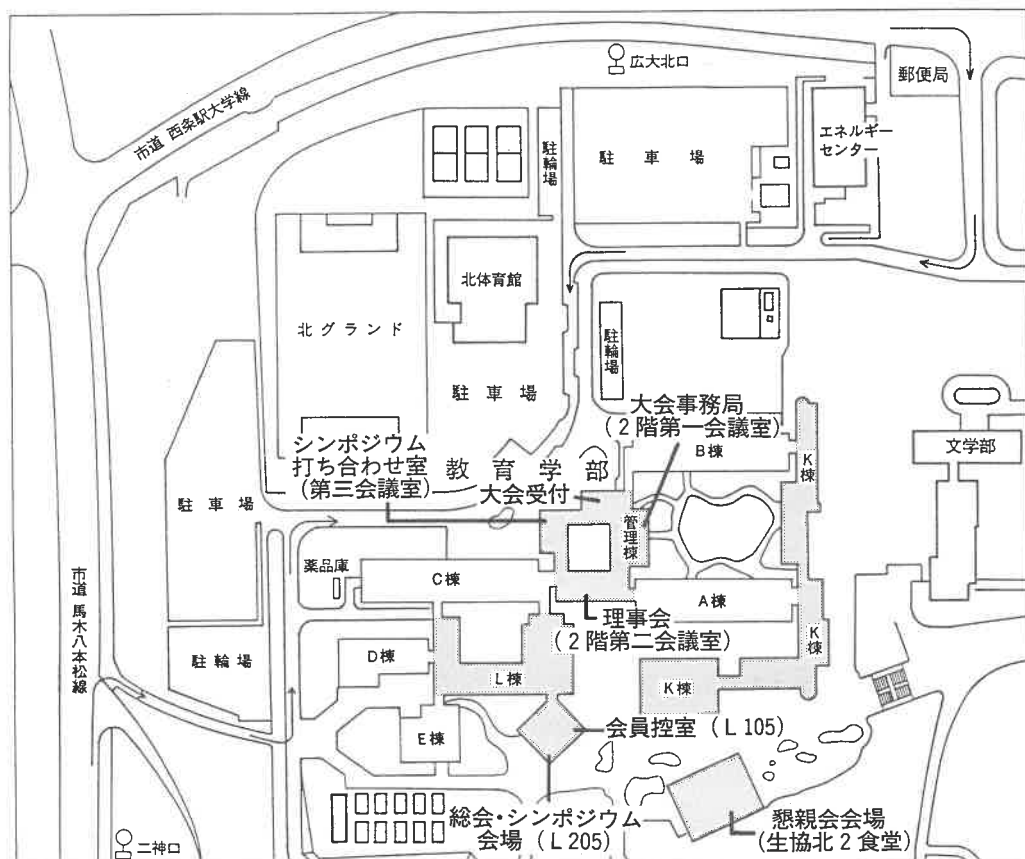 広大北口
郵便局
市道 西条駅大学線
エネルギー
センター
駐輪場
駐車場
北体育館
北グランド
駐輪場
駐車場
大会事務局
(2階第一会議室)
シンポジウム
打ち合わせ室
(第三会議室)
教育学部
B棟
K棟
文学部
大会受付
駐車場
管理棟
薬品庫
C棟
A棟
市道 馬木八本松線
理事会
(2階第二会議室)
K棟
駐輪場
D棟
L棟
K棟
E棟
会員控室(L105)
総会・シンポジウム
会場(L205)
懇親会会場
(生協北2食堂)
二神口